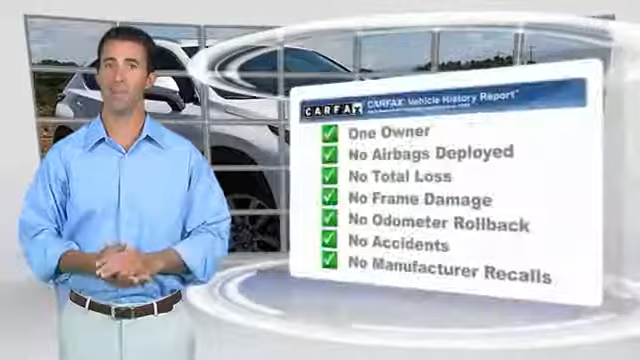 CARFAX CARFAX Vehicle History Report™
One Owner
No Airbags Deployed
No Total Loss
No Frame Damage
No Odometer Rollback
No Accidents
No Manufacturer Recalls